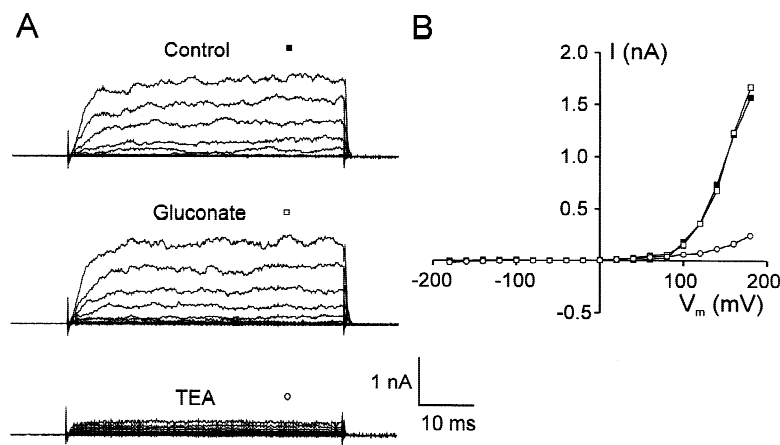 A
Control ■
Gluconate □
TEA ○
1 nA
10 ms
B
I (nA)
2.0
1.5
1.0
0.5
-0.5
-200
-100
100
200
Vm (mV)